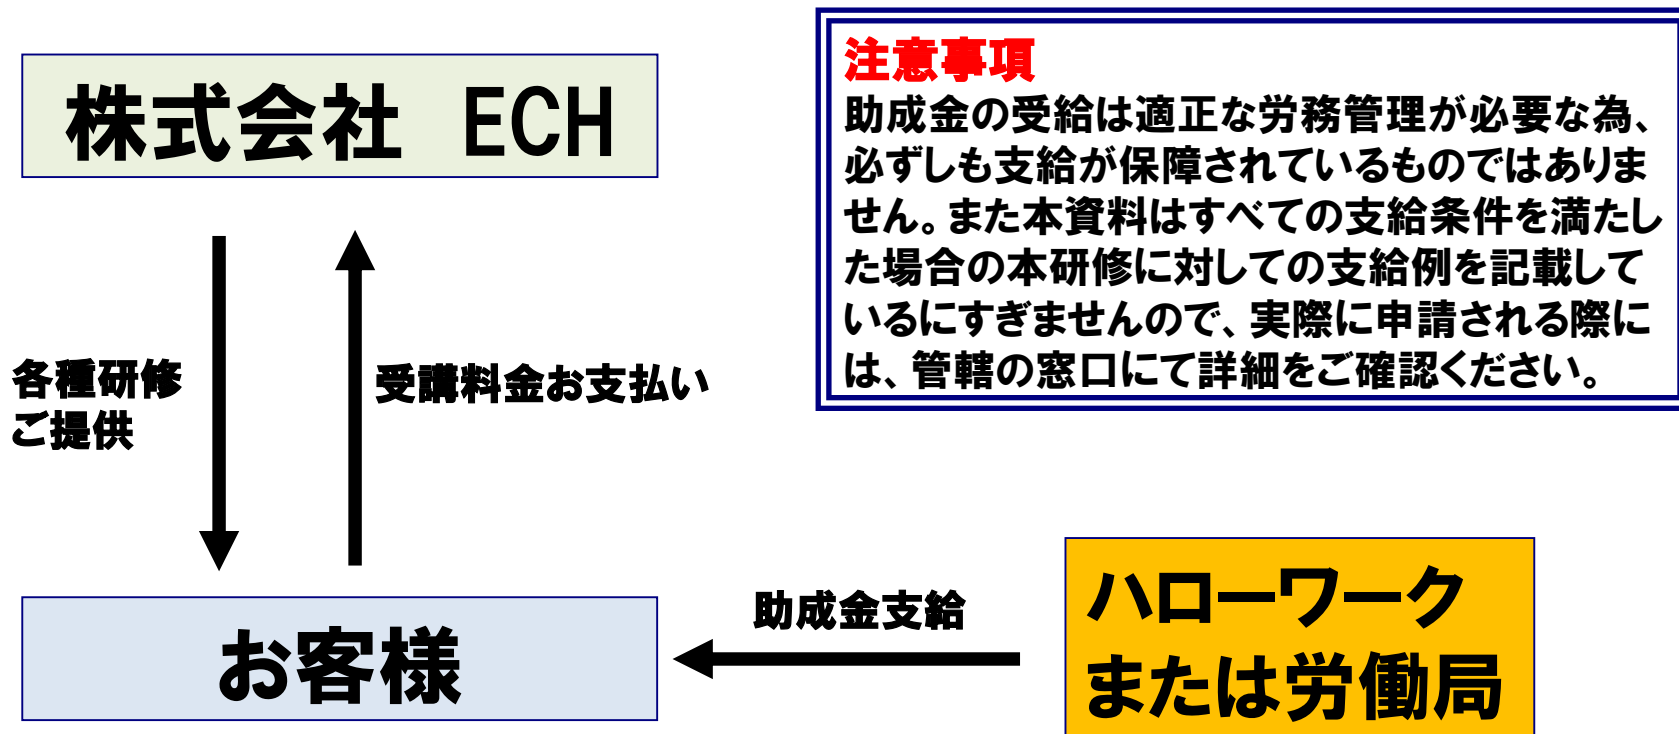 株式会社　ECH
注意事項
助成金の受給は適正な労務管理が必要な為、
必ずしも支給が保障されているものではありま
せん。また本資料はすべての支給条件を満たし
た場合の本研修に対しての支給例を記載して
いるにすぎませんので、実際に申請される際に
は、管轄の窓口にて詳細をご確認ください。
各種研修
ご提供
受講料金お支払い
お客様
助成金支給
ハローワーク
または労働局